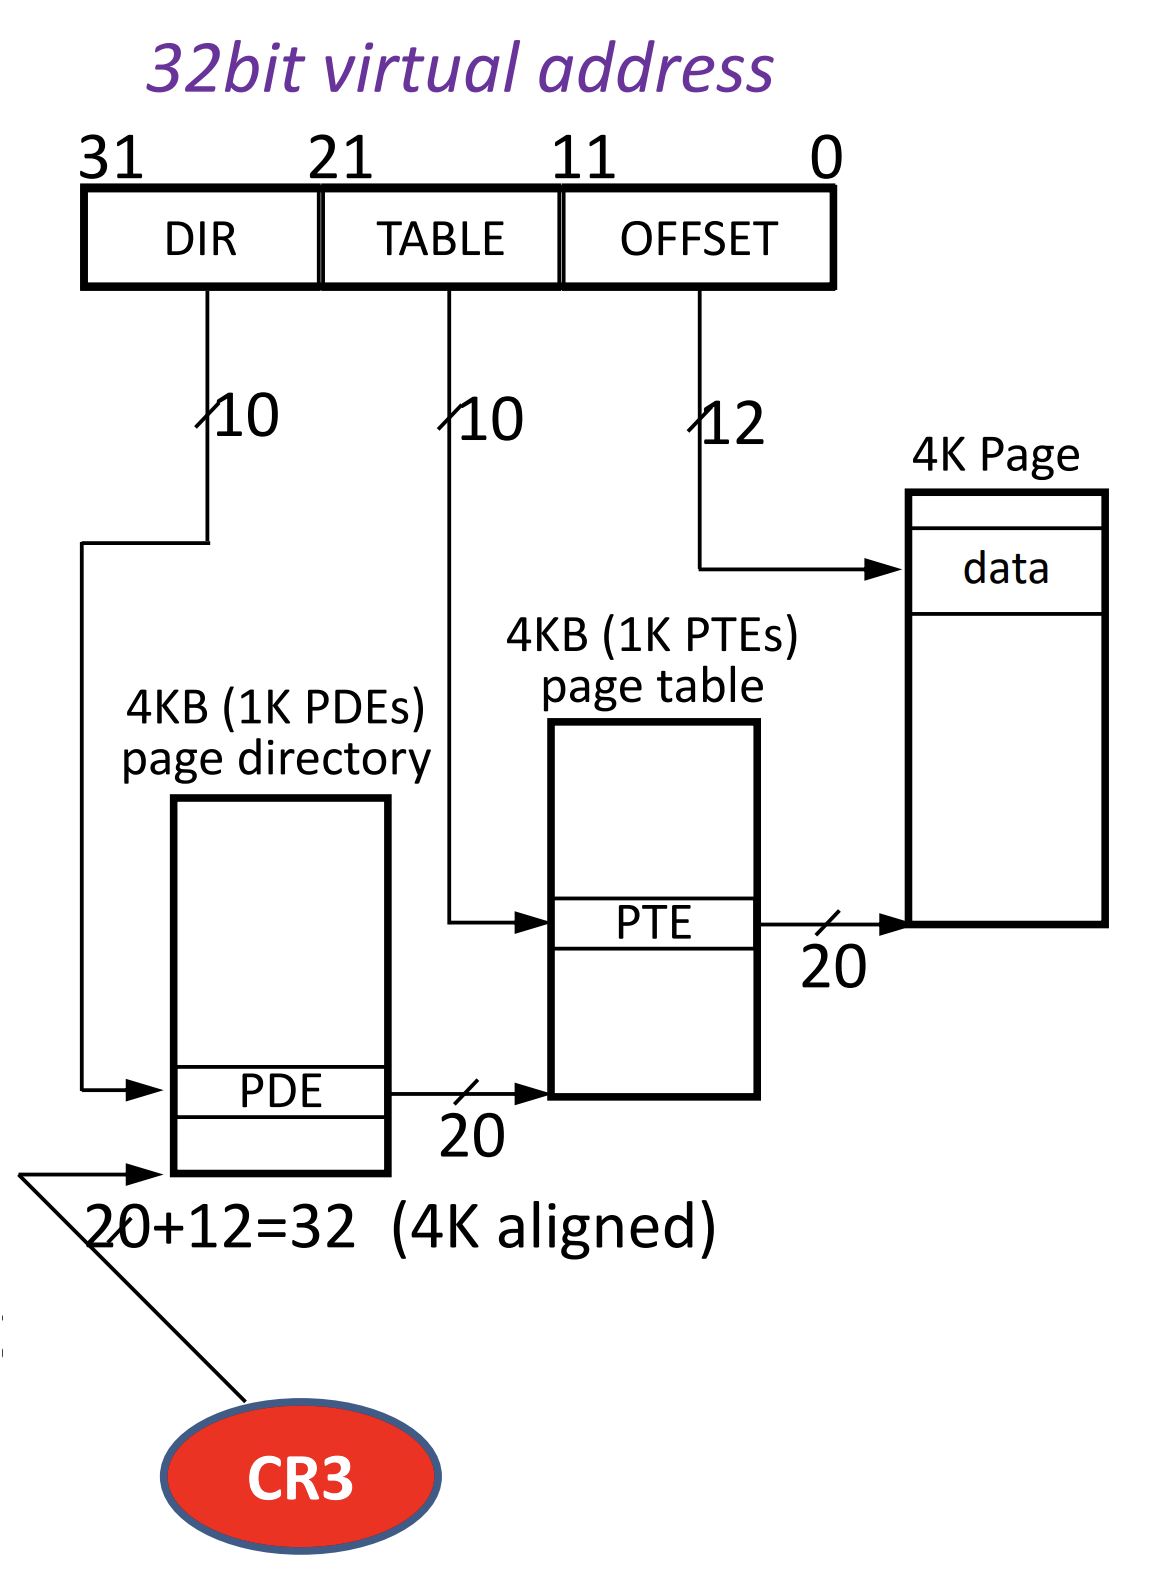 32bit virtual address
31 21 11 0
DIR TABLE OFFSET
10 10 12
4K Page
data
4KB (1K PTEs)
page table
4KB (1K PDEs)
page directory
PTE
20
PDE
20
20+12=32 (4K aligned)
CR3